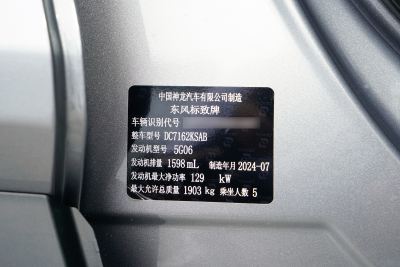 中国神龙汽车有限公司制造
东风标致牌
车辆识别代号
整车型号 DC7162KSAB
发动机型号 5G06
发动机排量 1598 mL 制造年月 2024-07
发动机最大净功率 129 kW
最大允许总质量 1903 kg 乘坐人数 5